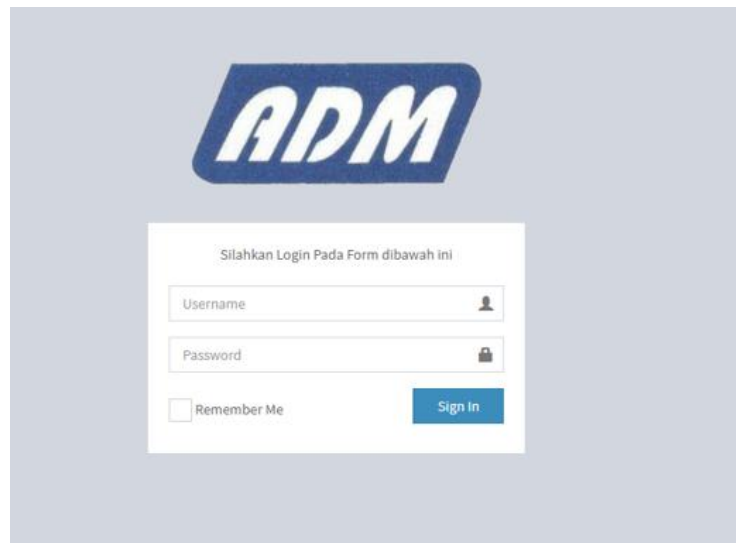 ADM
Silahkan Login Pada Form dibawah ini
Username
Password
Remember Me
Sign In